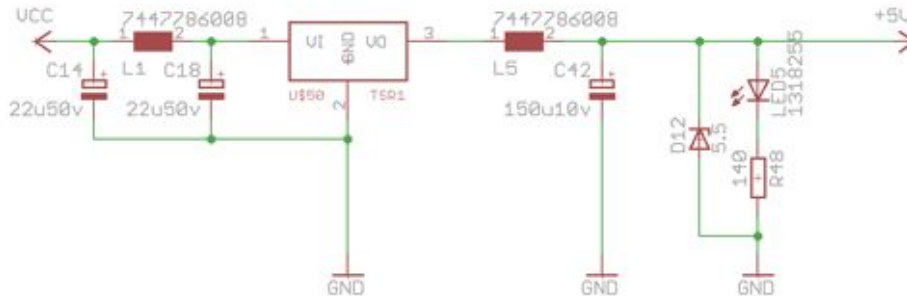 VCC 7447786008 7447786008 +5V
1 2 1 VI GND VO 3 1 2
C14 L1 C18 L5 C42 LED5
1318255
22u50v 22u50v U$50 2 TSR1 150u10v
D12 5.5 140 R48
GND GND GND